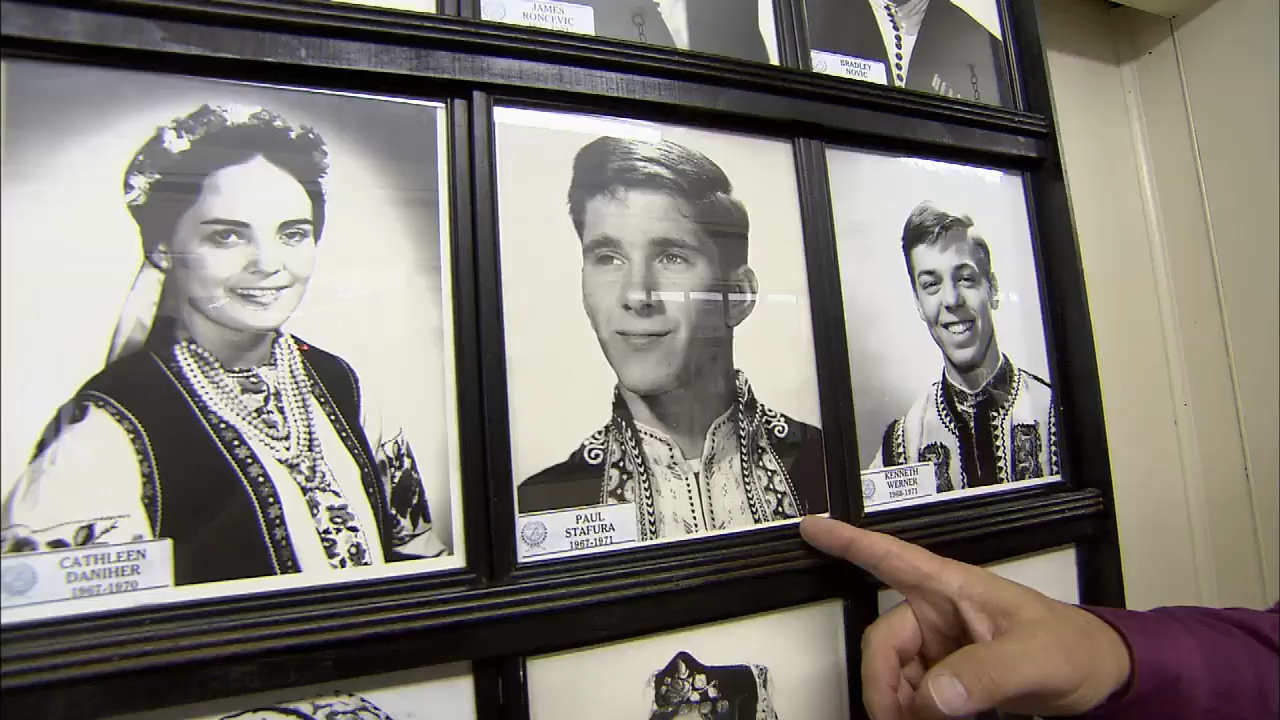 JAMES
RONCEVIC
BRADLEY
NOVIC
CATHLEEN
DANIHER
1967-1970
PAUL
STAFURA
1967-1971
KENNETH
WERNER
1968-1971